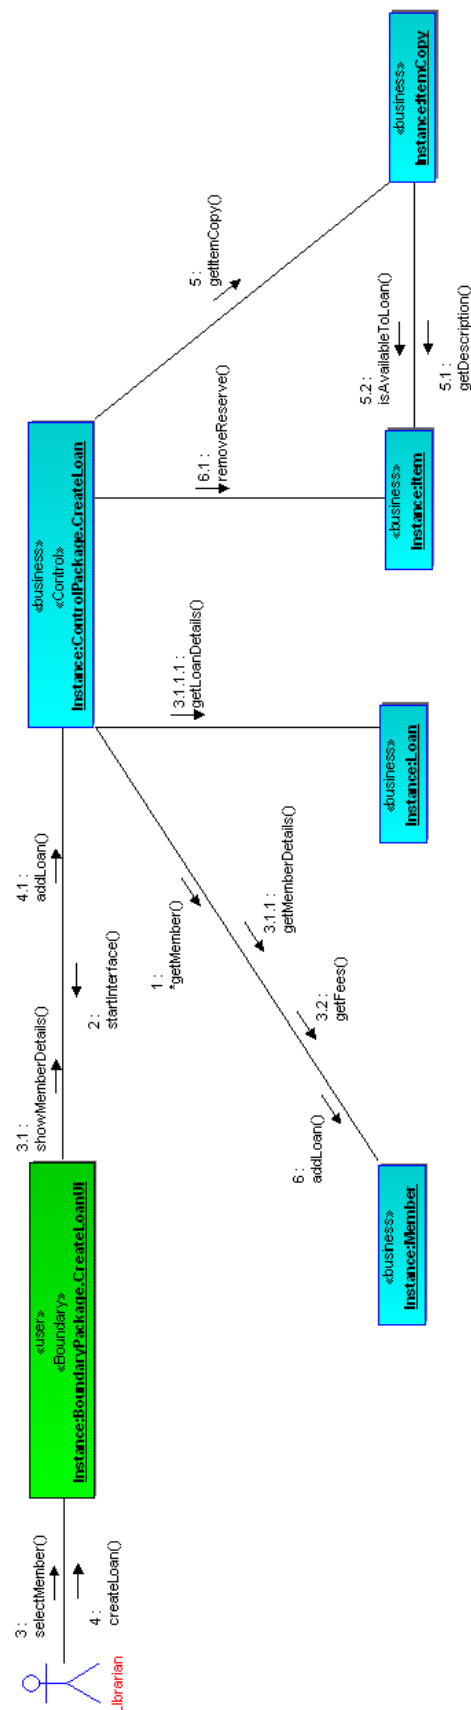 Librarian
3 :
selectMember()
4 :
createLoan()
«user»
«Boundary»
Instance:BoundaryPackage.CreateLoanUI
3.1 :
showMemberDetails()
2 :
startInterface()
4.1 :
addLoan()
«business»
«Control»
Instance:ControlPackage.CreateLoan
1 :
*getMember()
3.1.1 :
getMemberDetails()
3.2 :
getFees()
6 :
addLoan()
3.1.1.1 :
getLoanDetails()
6.1 :
removeReserve()
5 :
getItemCopy()
5.2 :
isAvailableToLoan()
5.1 :
getDescription()
«business»
Instance:Member
«business»
Instance:Loan
«business»
Instance:Item
«business»
Instance:ItemCopy